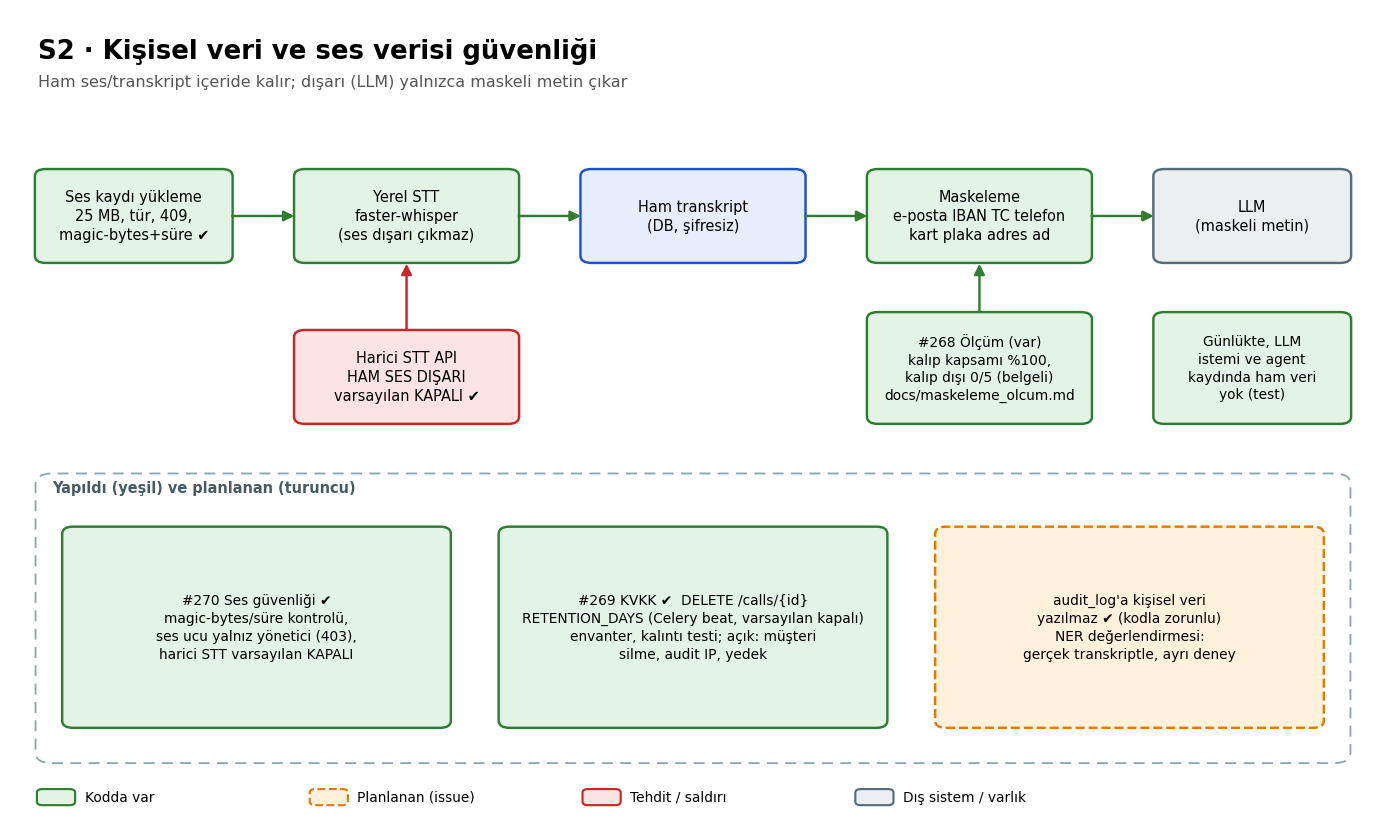 S2 · Kişisel veri ve ses verisi güvenliği
Ham ses/transkript içeride kalır; dışarı (LLM) yalnızca maskeli metin çıkar
Ses kaydı yükleme
25 MB, tür, 409,
magic-bytes+süre ✔
Yerel STT
faster-whisper
(ses dışarı çıkmaz)
Ham transkript
(DB, şifresiz)
Maskeleme
e-posta IBAN TC telefon
kart plaka adres ad
LLM
(maskeli metin)
Harici STT API
HAM SES DIŞARI
varsayılan KAPALI ✔
#268 Ölçüm (var)
kalıp kapsamı %100,
kalıp dışı 0/5 (belgeli)
docs/maskeleme_olcum.md
Günlükte, LLM
istemi ve agent
kaydında ham veri
yok (test)
Yapıldı (yeşil) ve planlanan (turuncu)
#270 Ses güvenliği ✔
magic-bytes/süre kontrolü,
ses ucu yalnız yönetici (403),
harici STT varsayılan KAPALI
#269 KVKK ✔ DELETE /calls/{id}
RETENTION_DAYS (Celery beat, varsayılan kapalı)
envanter, kalıntı testi; açık: müşteri
silme, audit IP, yedek
audit_log'a kişisel veri
yazılmaz ✔ (kodla zorunlu)
NER değerlendirmesi:
gerçek transkriptle, ayrı deney
Kodda var
Planlanan (issue)
Tehdit / saldırı
Dış sistem / varlık